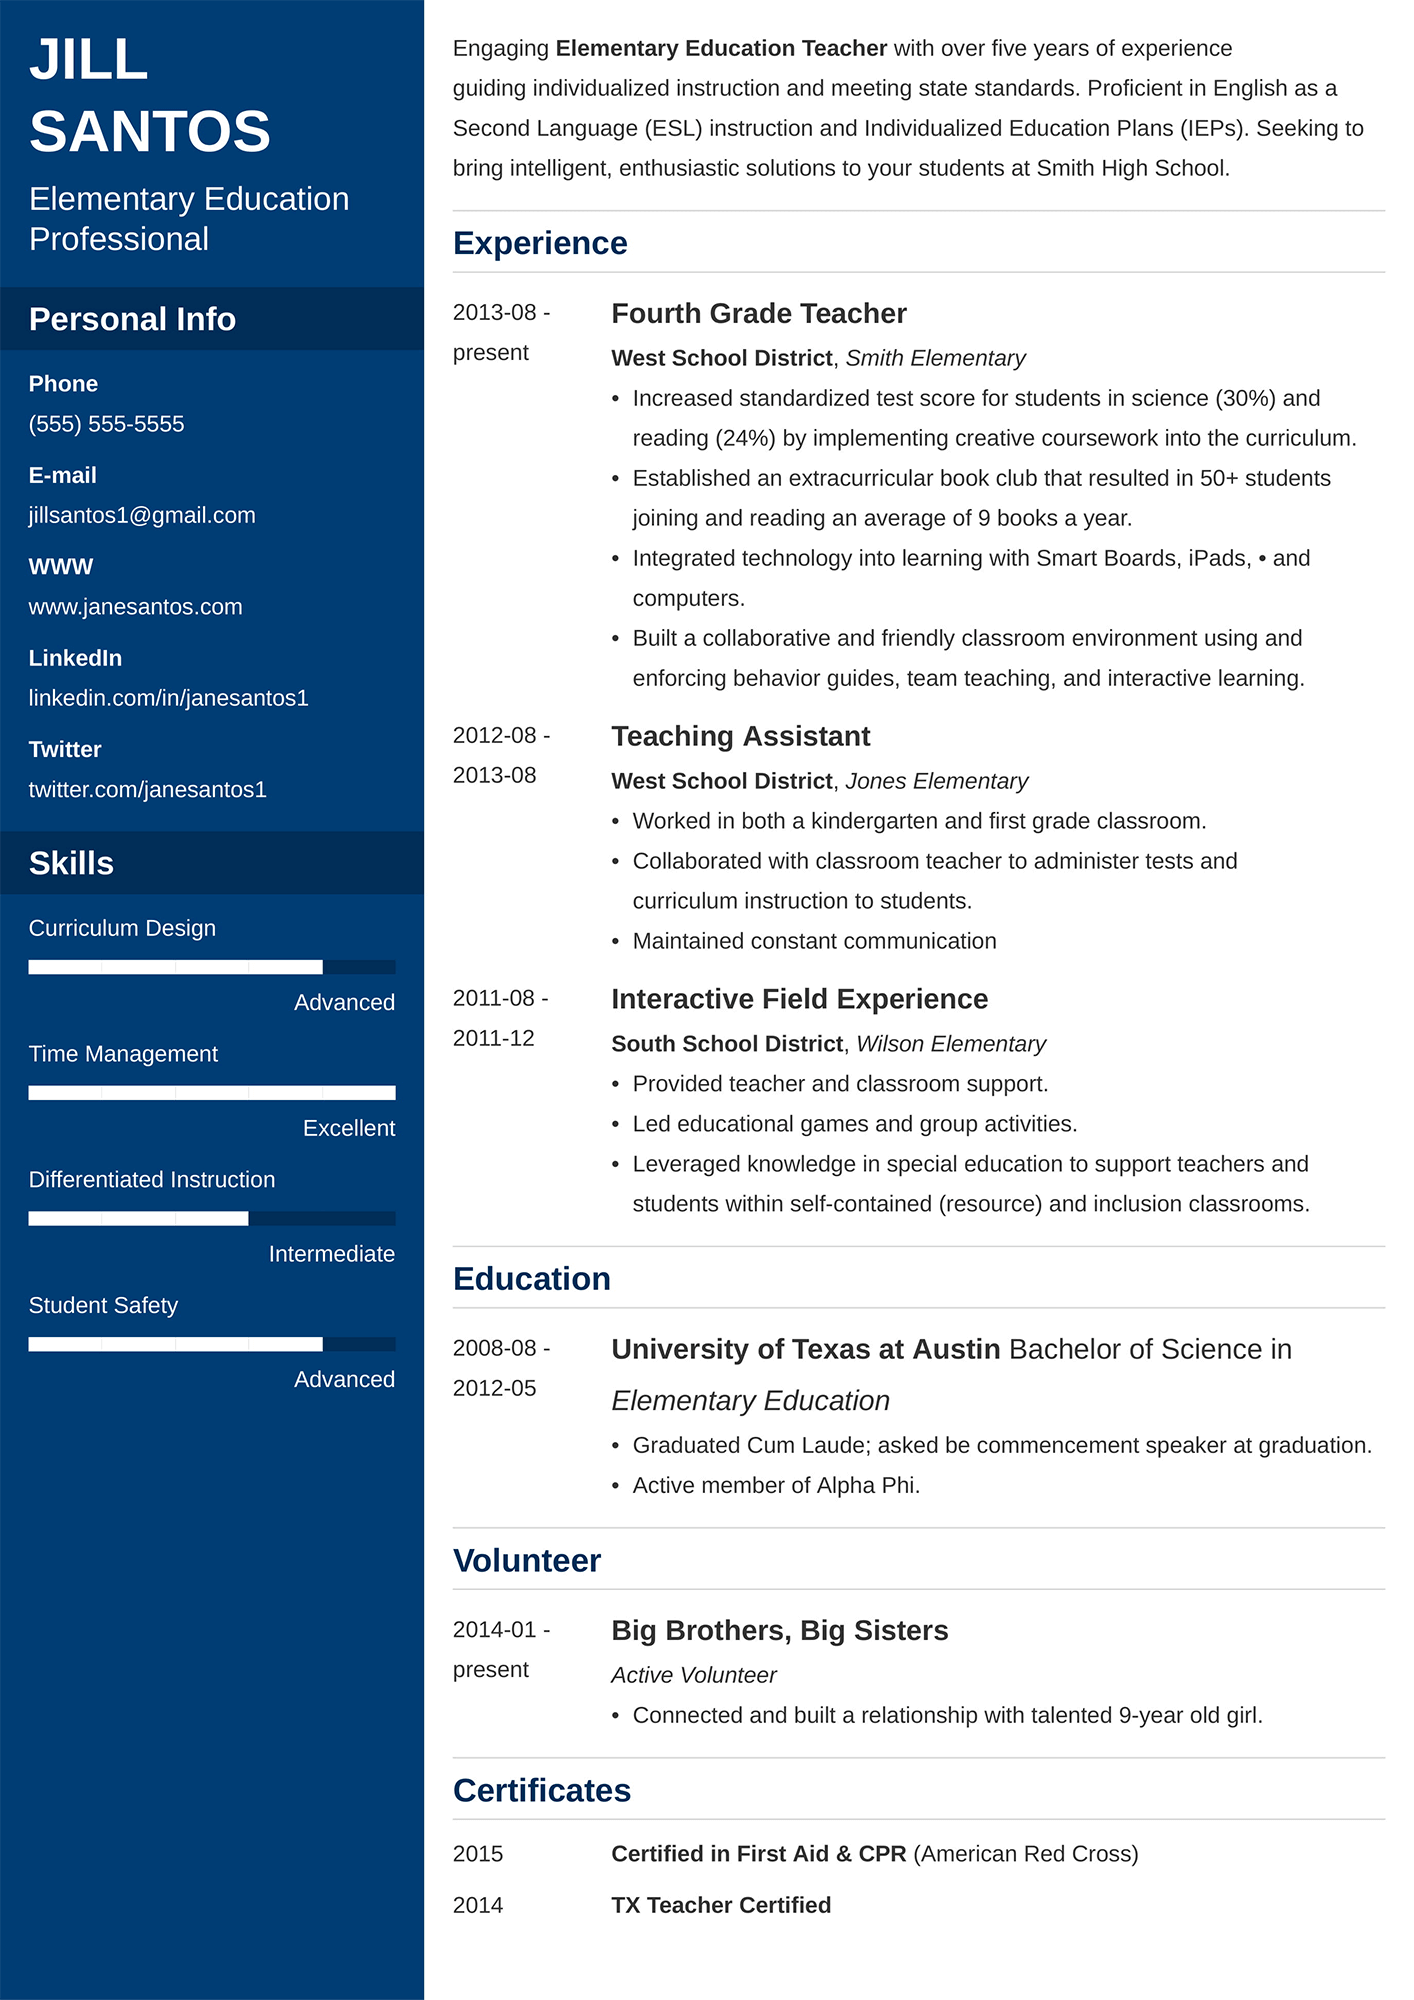 JILL
SANTOS
Elementary Education
Professional
Personal Info
Phone
(555) 555-5555
E-mail
jillsantos1@gmail.com
WWW
www.janesantos.com
LinkedIn
linkedin.com/in/janesantos1
Twitter
twitter.com/janesantos1
Skills
Curriculum Design
Advanced
Time Management
Excellent
Differentiated Instruction
Intermediate
Student Safety
Advanced
Engaging Elementary Education Teacher with over five years of experience
guiding individualized instruction and meeting state standards. Proficient in English as a
Second Language (ESL) instruction and Individualized Education Plans (IEPs). Seeking to
bring intelligent, enthusiastic solutions to your students at Smith High School.
Experience
2013-08 -
present
Fourth Grade Teacher
West School District, Smith Elementary
• Increased standardized test score for students in science (30%) and
reading (24%) by implementing creative coursework into the curriculum.
• Established an extracurricular book club that resulted in 50+ students
joining and reading an average of 9 books a year.
• Integrated technology into learning with Smart Boards, iPads, • and
computers.
• Built a collaborative and friendly classroom environment using and
enforcing behavior guides, team teaching, and interactive learning.
2012-08 -
2013-08
Teaching Assistant
West School District, Jones Elementary
• Worked in both a kindergarten and first grade classroom.
• Collaborated with classroom teacher to administer tests and
curriculum instruction to students.
• Maintained constant communication
2011-08 -
2011-12
Interactive Field Experience
South School District, Wilson Elementary
• Provided teacher and classroom support.
• Led educational games and group activities.
• Leveraged knowledge in special education to support teachers and
students within self-contained (resource) and inclusion classrooms.
Education
2008-08 -
2012-05
University of Texas at Austin Bachelor of Science in
Elementary Education
• Graduated Cum Laude; asked be commencement speaker at graduation.
• Active member of Alpha Phi.
Volunteer
2014-01 -
present
Big Brothers, Big Sisters
Active Volunteer
• Connected and built a relationship with talented 9-year old girl.
Certificates
2015
Certified in First Aid & CPR (American Red Cross)
2014
TX Teacher Certified